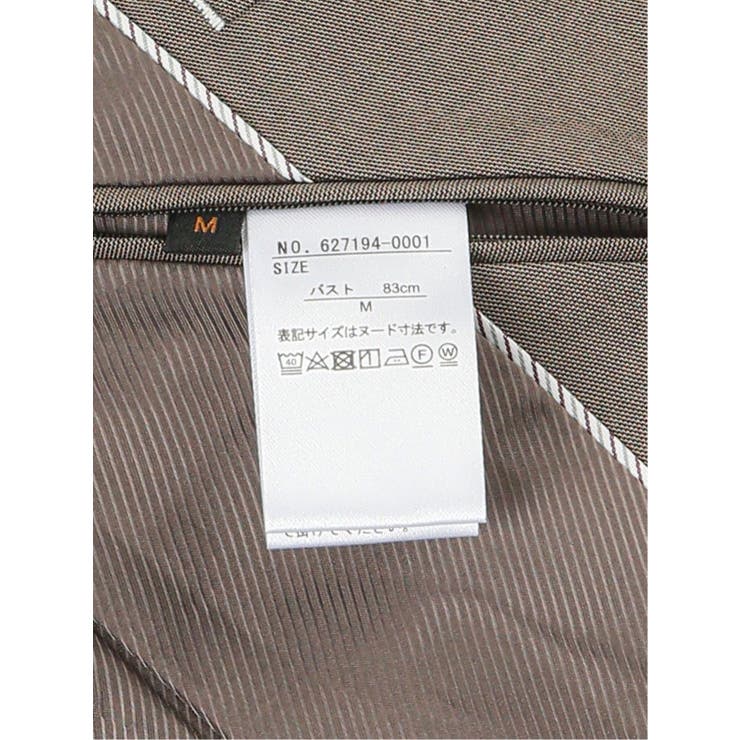 M
NO. 627194-0001
SIZE
バスト 83cm
M
表記サイズはヌード寸法です。
40 F W